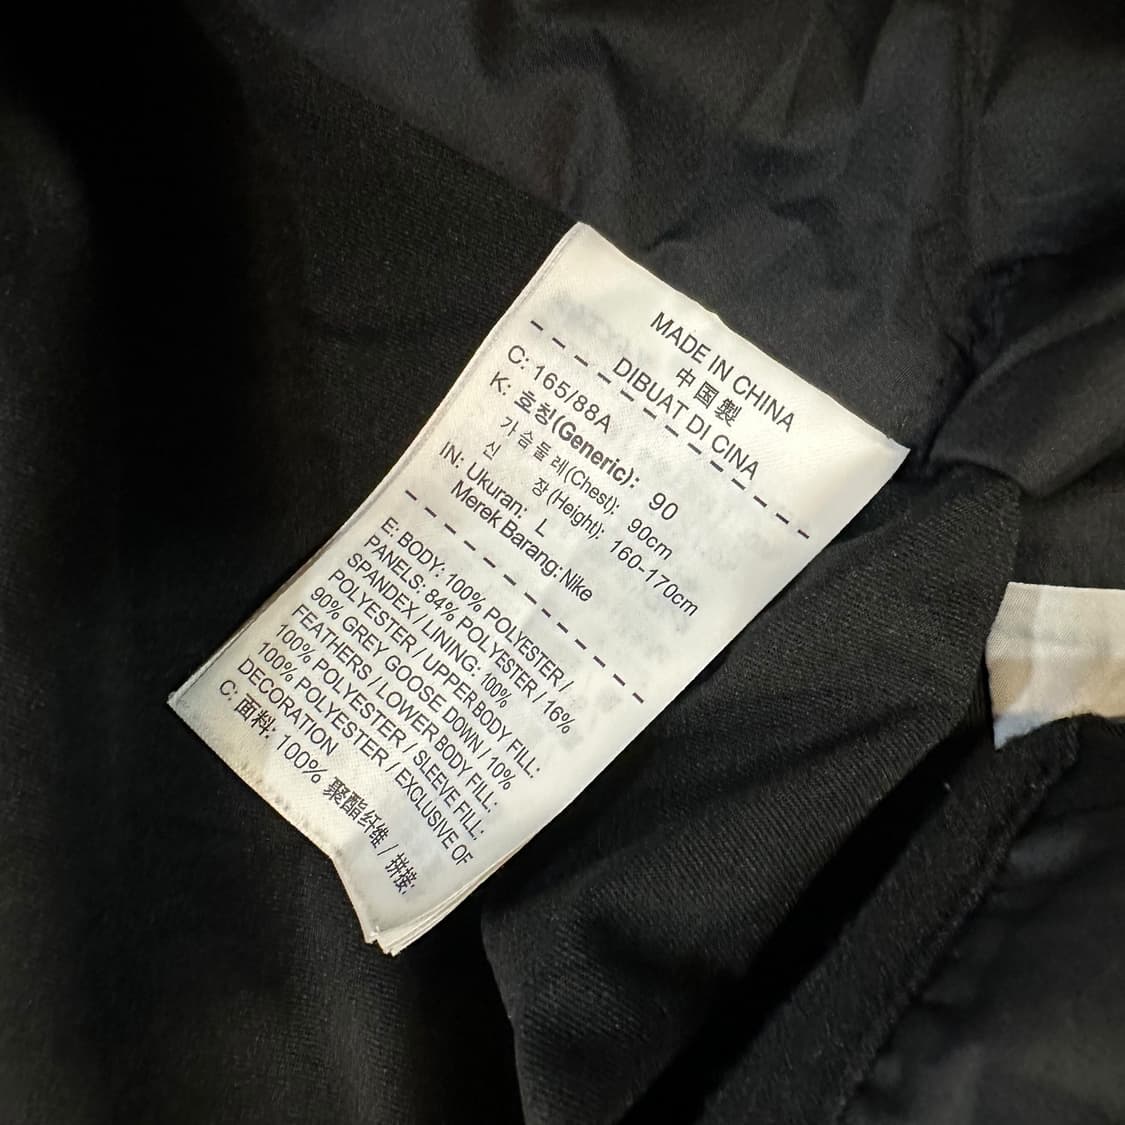 MADE IN CHINA
中国製
DIBUAT DI CINA
C: 165/88A
K: 호칭(Generic): 90
가슴둘레(Chest); 90cm
신 장(Height); 160-170cm
IN: Ukuran: L
Merek Barang: Nike
E: BODY: 100% POLYESTER/
PANELS: 84% POLYESTER / 16%
SPANDEX / LINING: 100%
POLYESTER / UPPER BODY FILL:
90% GREY GOOSE DOWN / 10%
FEATHERS / LOWER BODY FILL:
100% POLYESTER / SLEEVE FILL:
100% POLYESTER / EXCLUSIVE OF
DECORATION
C: 面料: 100% 聚酯纤维 / 拼接: